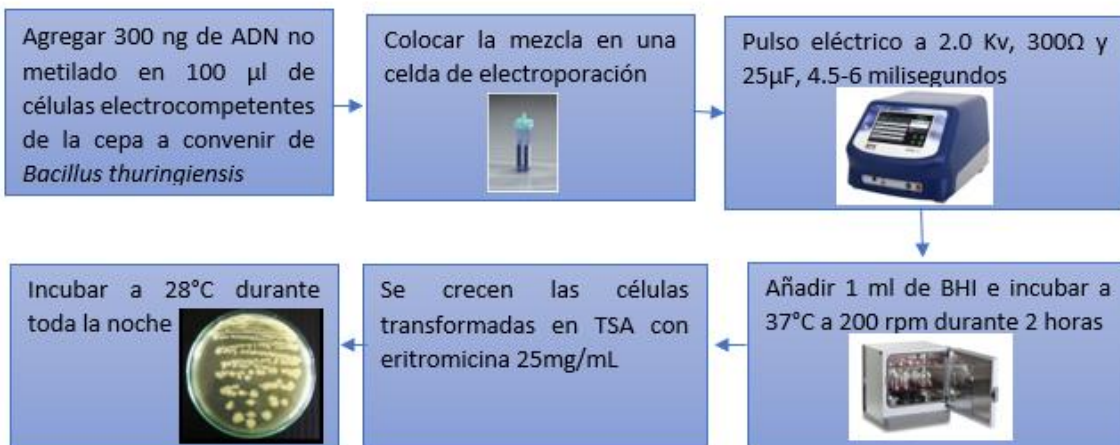 Agregar 300 ng de ADN no
metilado en 100 µl de
células electrocompetentes
de la cepa a convenir de
Bacillus thuringiensis
Colocar la mezcla en una
celda de electroporación
Pulso eléctrico a 2.0 Kv, 300Ω y
25µF, 4.5-6 milisegundos
Añadir 1 ml de BHI e incubar a
37°C a 200 rpm durante 2 horas
Se crecen las células
transformadas en TSA con
eritromicina 25mg/mL
Incubar a 28°C durante
toda la noche